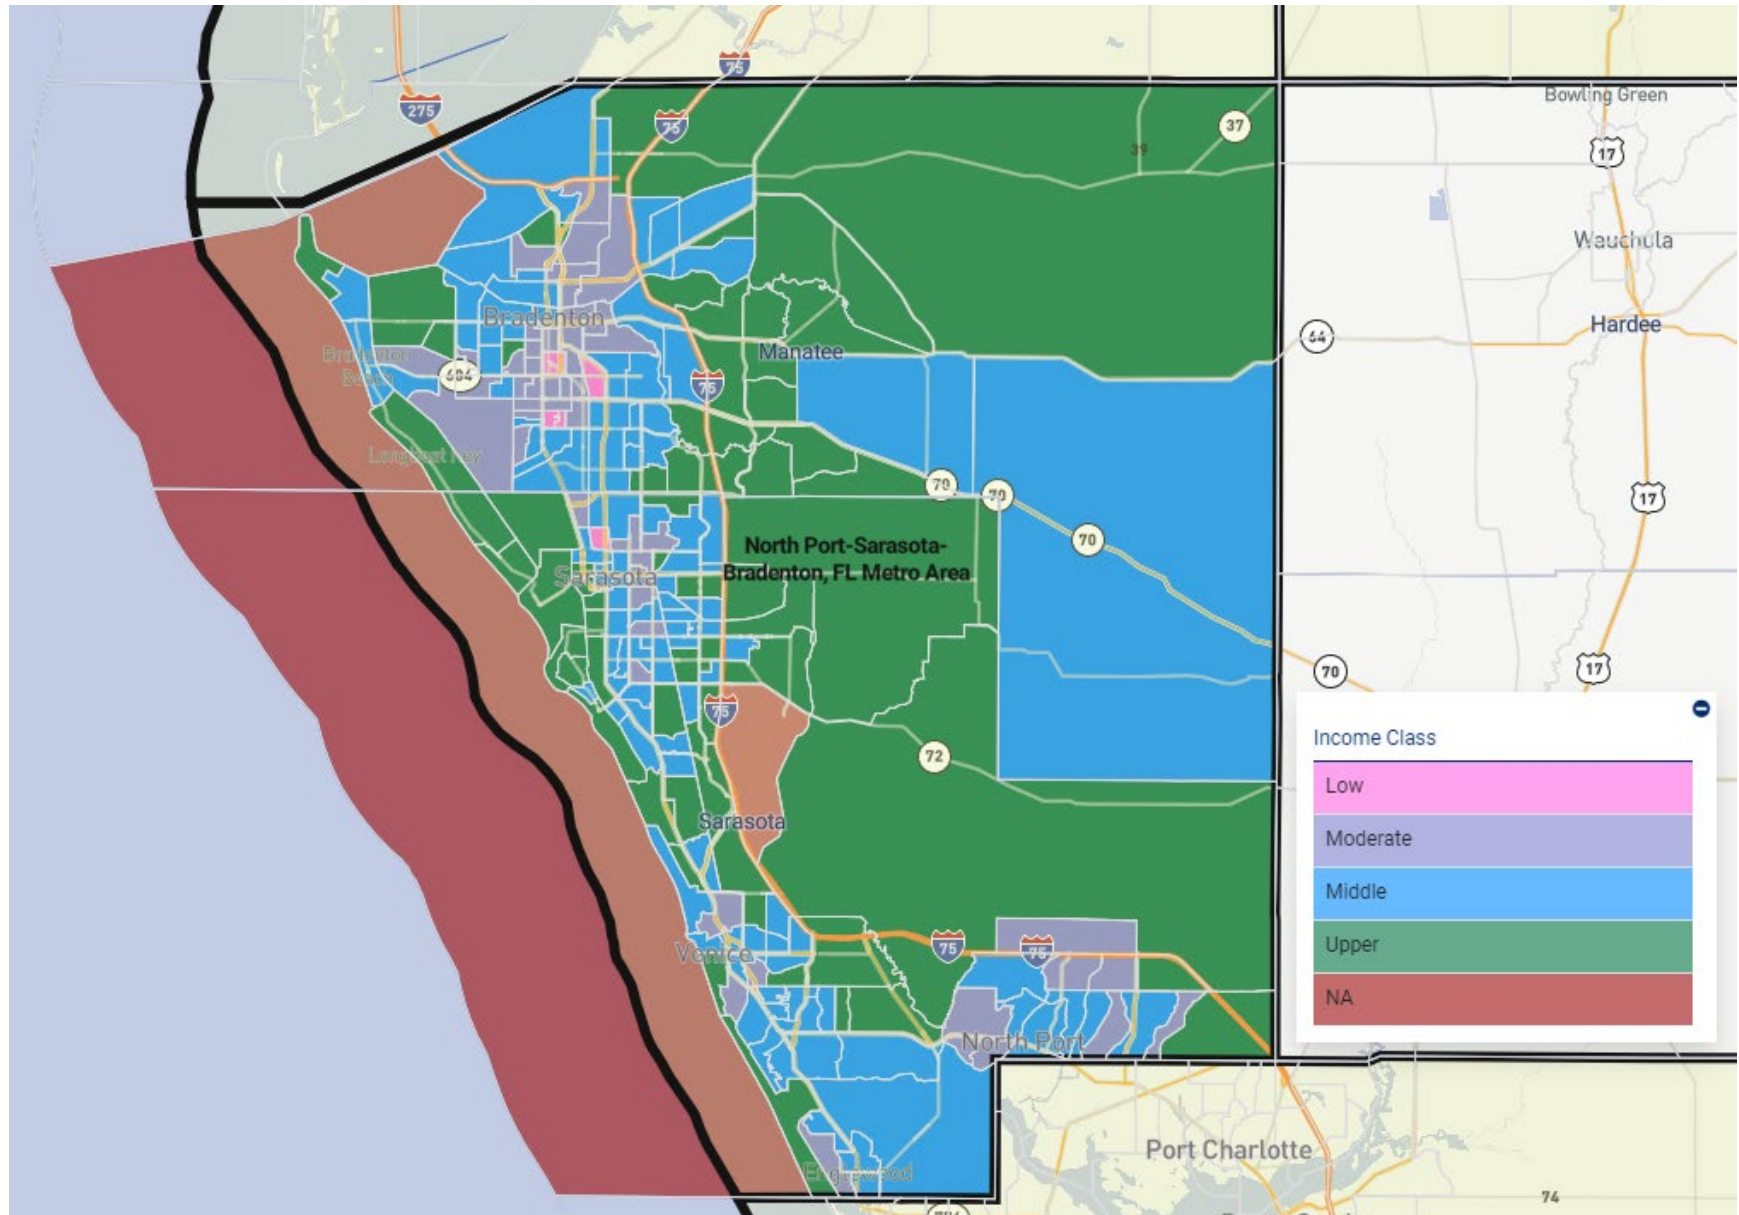 75
275
75
37
39
Bowling Green
17
Wauchula
Hardee
64
Bradenton
Manatee
Bradenton
Beach
684
75
Longboat Key
70
70
17
70
North Port-Sarasota-
Bradenton, FL Metro Area
Sarasota
70
17
75
72
Sarasota
Income Class
Low
Moderate
Middle
Upper
NA
Venice
75
75
North Port
Port Charlotte
Englewood
74